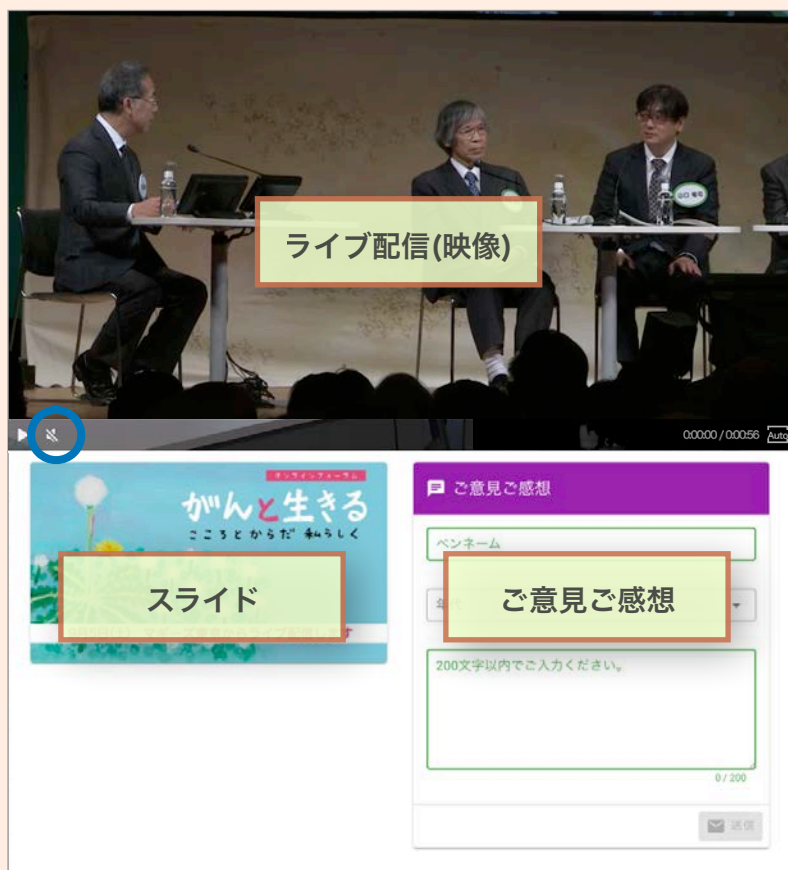 ライブ配信(映像)
0:00:00 / 0:00:56 Auto
オンラインフォーラム
がんと生きる
こころとからだ 私らしく
スライド
ご意見ご感想
ペンネーム
ご意見ご感想
200文字以内でご入力ください。
0 / 200
送信